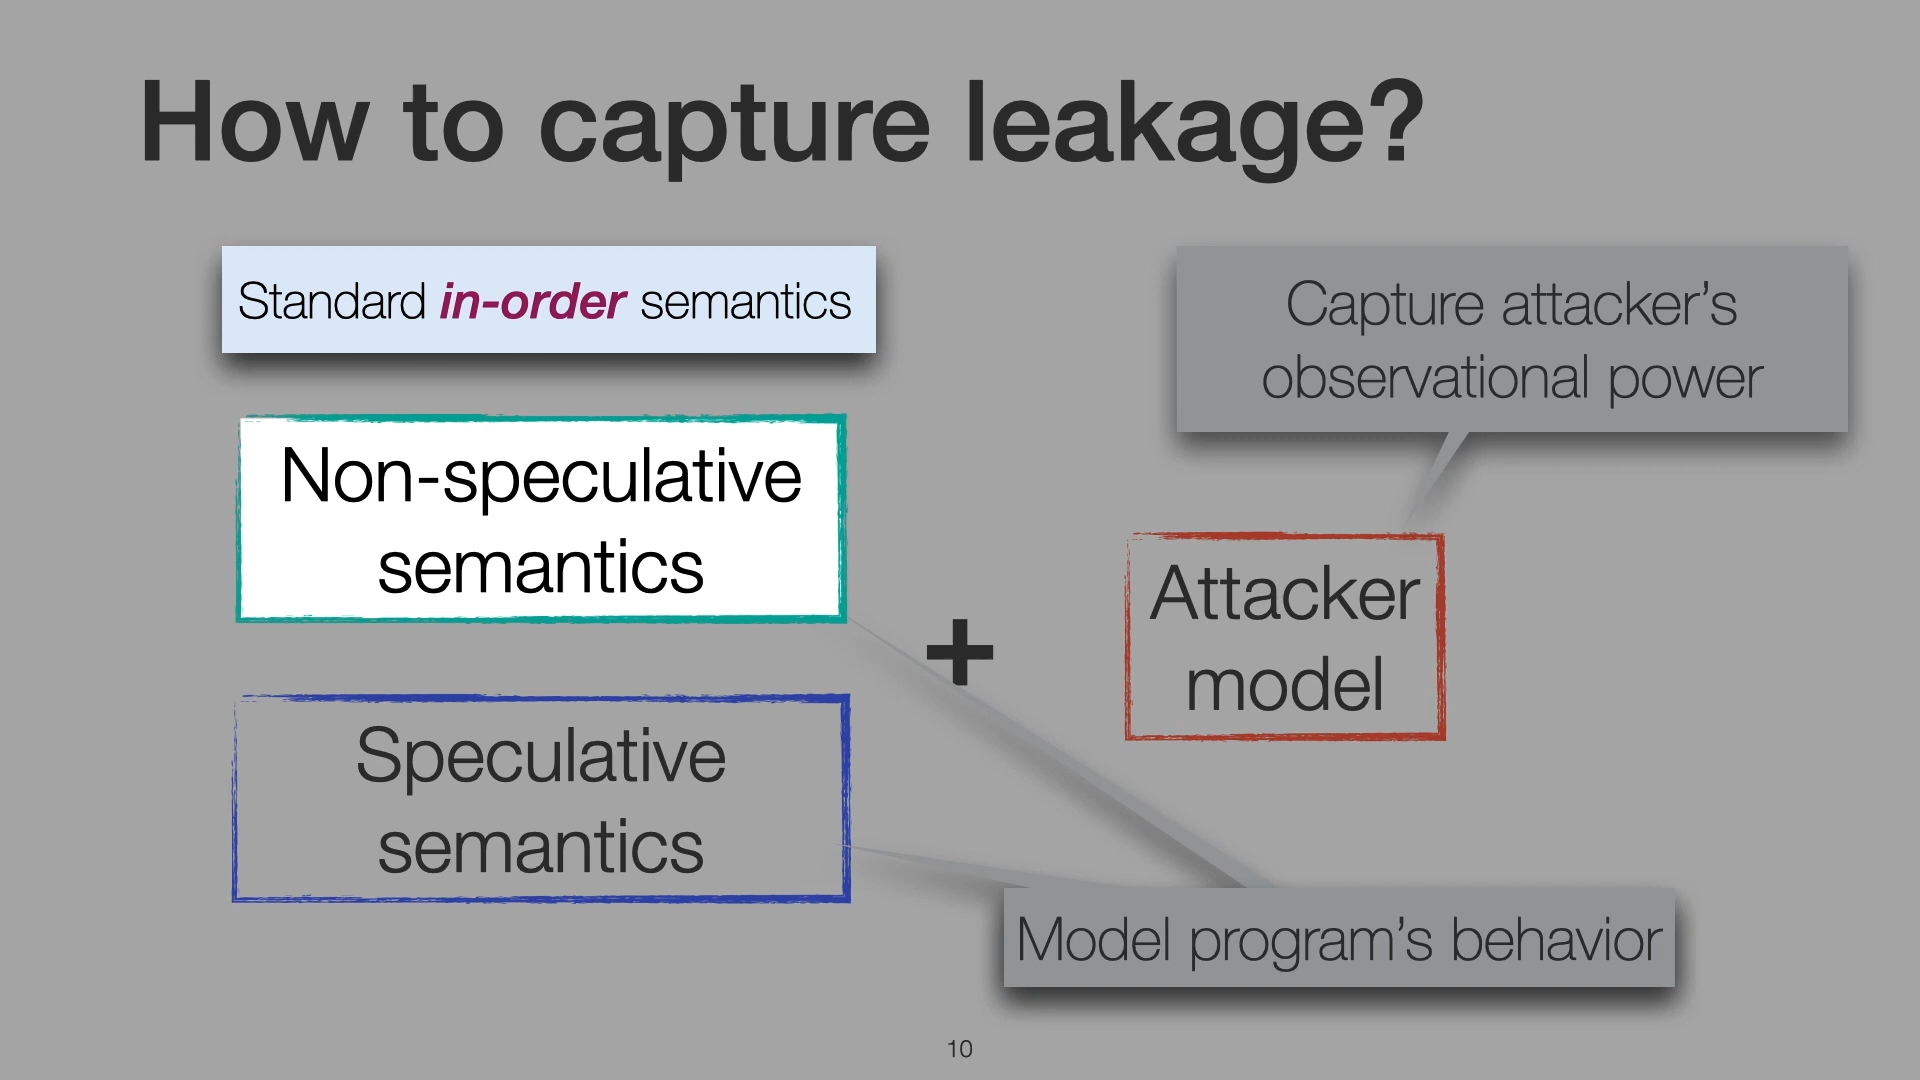 How to capture leakage?
Standard in-order semantics
Capture attacker’s
observational power
Non-speculative
semantics
+
Attacker
model
Speculative
semantics
Model program’s behavior
10